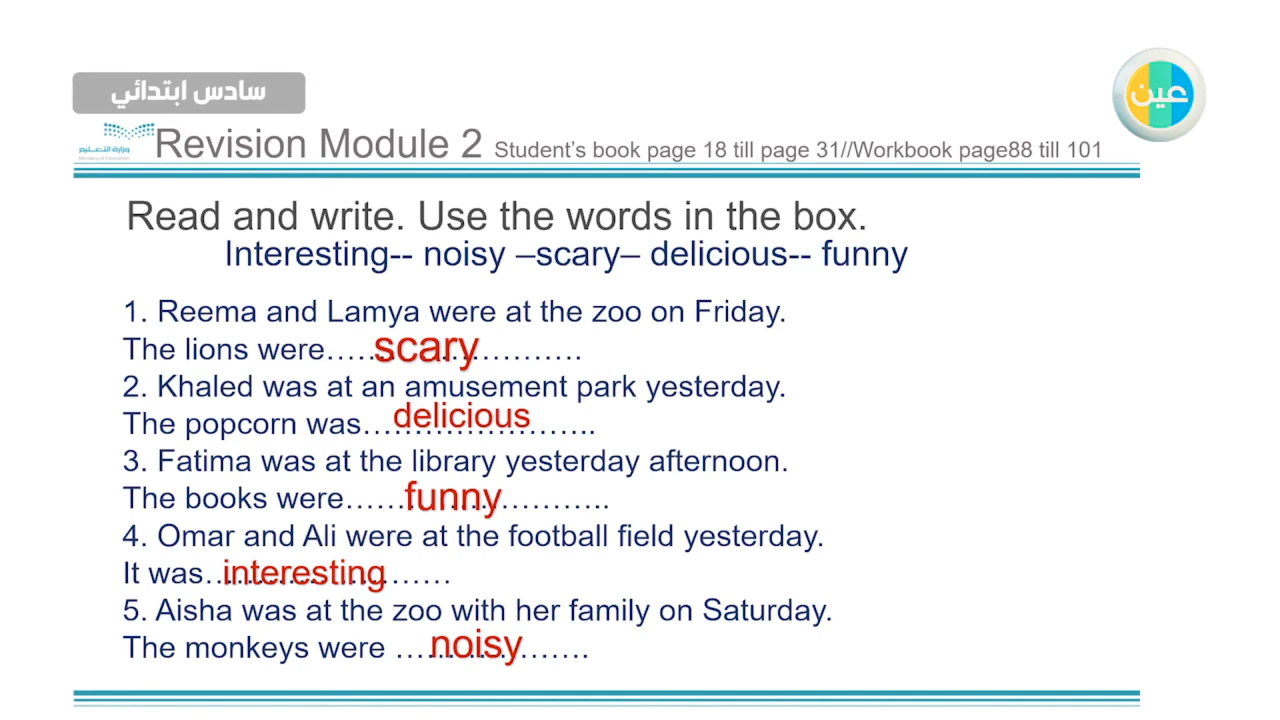 سادس ابتدائي
عين
وزارة التعليم
Ministry of Education
Revision Module 2 Student’s book page 18 till page 31//Workbook page88 till 101
Read and write. Use the words in the box.
Interesting-- noisy –scary– delicious-- funny
1. Reema and Lamya were at the zoo on Friday.
The lions were……scary………………….
2. Khaled was at an amusement park yesterday.
The popcorn was…delicious…………………..
3. Fatima was at the library yesterday afternoon.
The books were……funny…………………..
4. Omar and Ali were at the football field yesterday.
It was..interesting…………………
5. Aisha was at the zoo with her family on Saturday.
The monkeys were ……noisy…………….